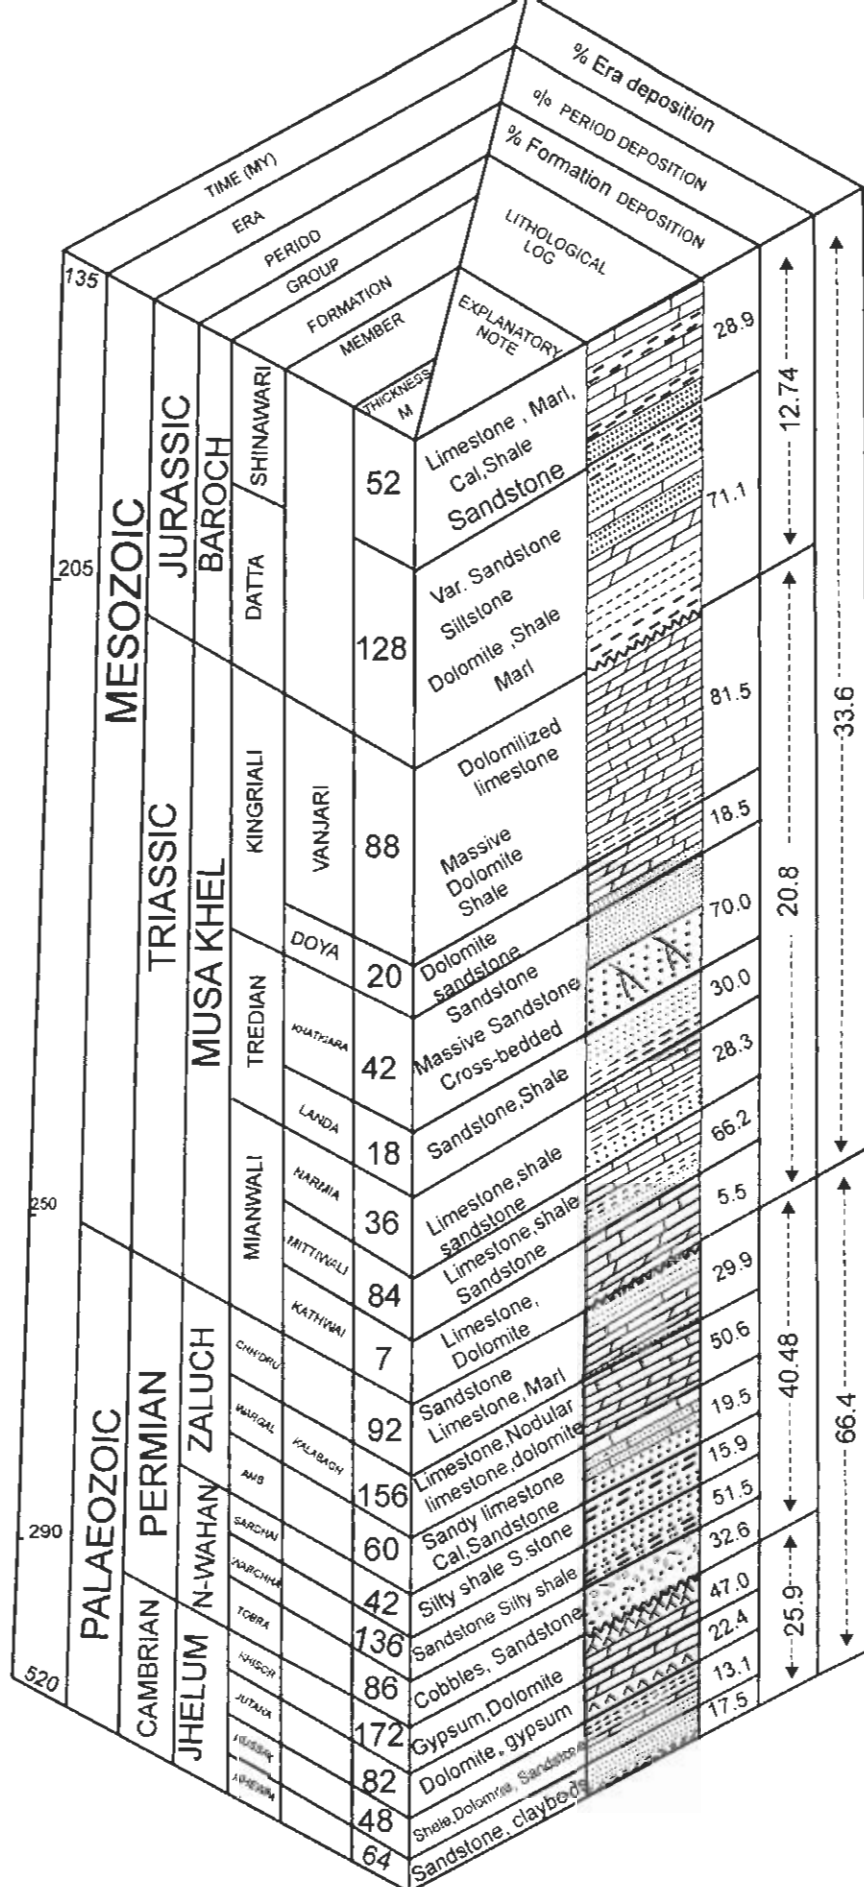 % Era deposition
o/o PERIOD DEPOSITION
% Formation DEPOSITION
LITHOLOGICAL
LOG
EXPLANATORY
NOTE
TIME (MY)
ERA
PERIOD
GROUP
FORMATION
MEMBER
THICKNESS
M
135
205
250
290
520
MESOZOIC
PALAEOZOIC
JURASSIC
TRIASSIC
PERMIAN
CAMBRIAN
BAROCH
MUSA KHEL
ZALUCH
N-WAHAN
JHELUM
SHINAWARI
DATTA
KINGRIALI
TREDIAN
MIANWALI
CHHIDRU
WARGAL
AMB
SARDHAI
WARCHHA
TOBRA
KHISOR
JUTANA
VANJARI
DOYA
KHATKIARA
LANDA
NARMIA
MITTIWALI
KATHWAI
KALABAGH
52
128
88
20
42
18
36
84
7
92
156
60
42
136
86
172
82
48
64
Limestone , Marl,
Cal,Shale
Sandstone
Var. Sandstone
Siltstone
Dolomite ,Shale
Marl
Dolomilized
limestone
Massive
Dolomite
Shale
Dolomite
sandstone
Sandstone
Massive Sandstone
Cross-bedded
Sandstone,Shale
Limestone,shale
sandstone
Limestone,shale
Sandstone
Limestone,
Dolomite
Sandstone
Limestone, Marl
Limestone,Nodular
limestone,dolomite
Sandy limestone
Cal,Sandstone
Silty shale S.stone
Sandstone Silty shale
Cobbles, Sandstone
Gypsum,Dolomite
Dolomite, gypsum
Shele,Dolomite, Sandstone
Sandstone, claybeds
28.9
71.1
81.5
18.5
70.0
30.0
28.3
66.2
5.5
29.9
50.6
19.5
15.9
51.5
32.6
47.0
22.4
13.1
17.5
12.74
20.8
40.48
25.9
33.6
66.4